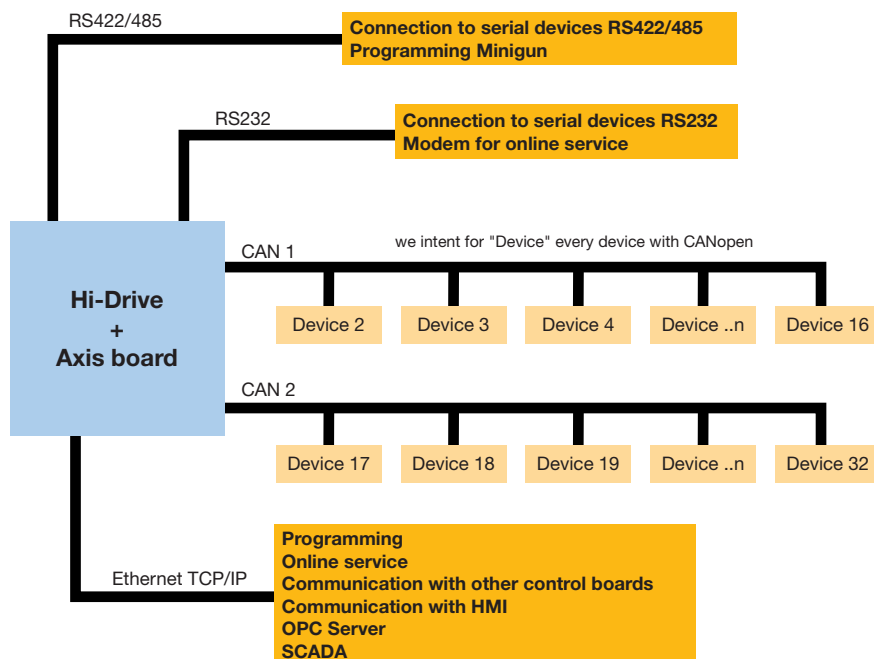 RS422/485
Connection to serial devices RS422/485
Programming Minigun
RS232
Connection to serial devices RS232
Modem for online service
Hi-Drive
+
Axis board
CAN 1
we intent for "Device" every device with CANopen
Device 2
Device 3
Device 4
Device ..n
Device 16
CAN 2
Device 17
Device 18
Device 19
Device ..n
Device 32
Ethernet TCP/IP
Programming
Online service
Communication with other control boards
Communication with HMI
OPC Server
SCADA